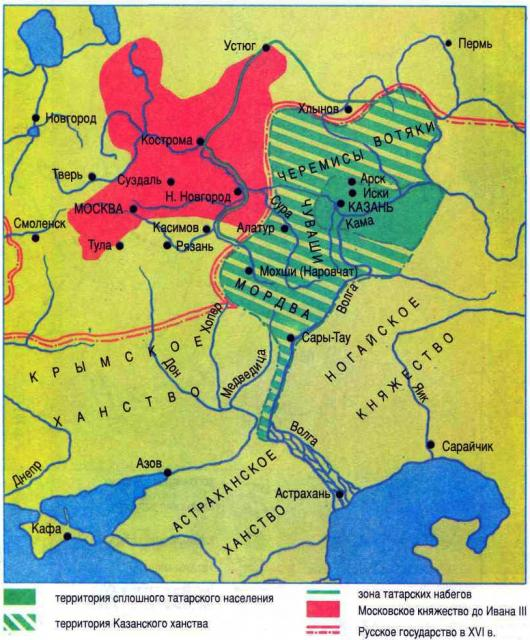 Устюг
Пермь
Хлынов
Новгород
ЧЕРЕМИСЫ ВОТЯКИ
Кострома
Тверь
Суздаль
Арск
Иски
Н. Новгород
КАЗАНЬ
МОСКВА
Сура
ЧУВАШИ
Кама
Смоленск
Касимов
Алатур
Тула
Рязань
Мохши (Наровчат)
МОРДВА
Волга
Хопер
НОГАЙСКОЕ
КНЯЖЕСТВО
Сары-Тау
КРЫМСКОЕ
ХАНСТВО
Дон
Медведица
Яик
Волга
Сарайчик
Днепр
Азов
АСТРАХАНСКОЕ
ХАНСТВО
Астрахань
Кафа
территория сплошного татарского населения
территория Казанского ханства
зона татарских набегов
Московское княжество до Ивана III
Русское государство в XVI в.